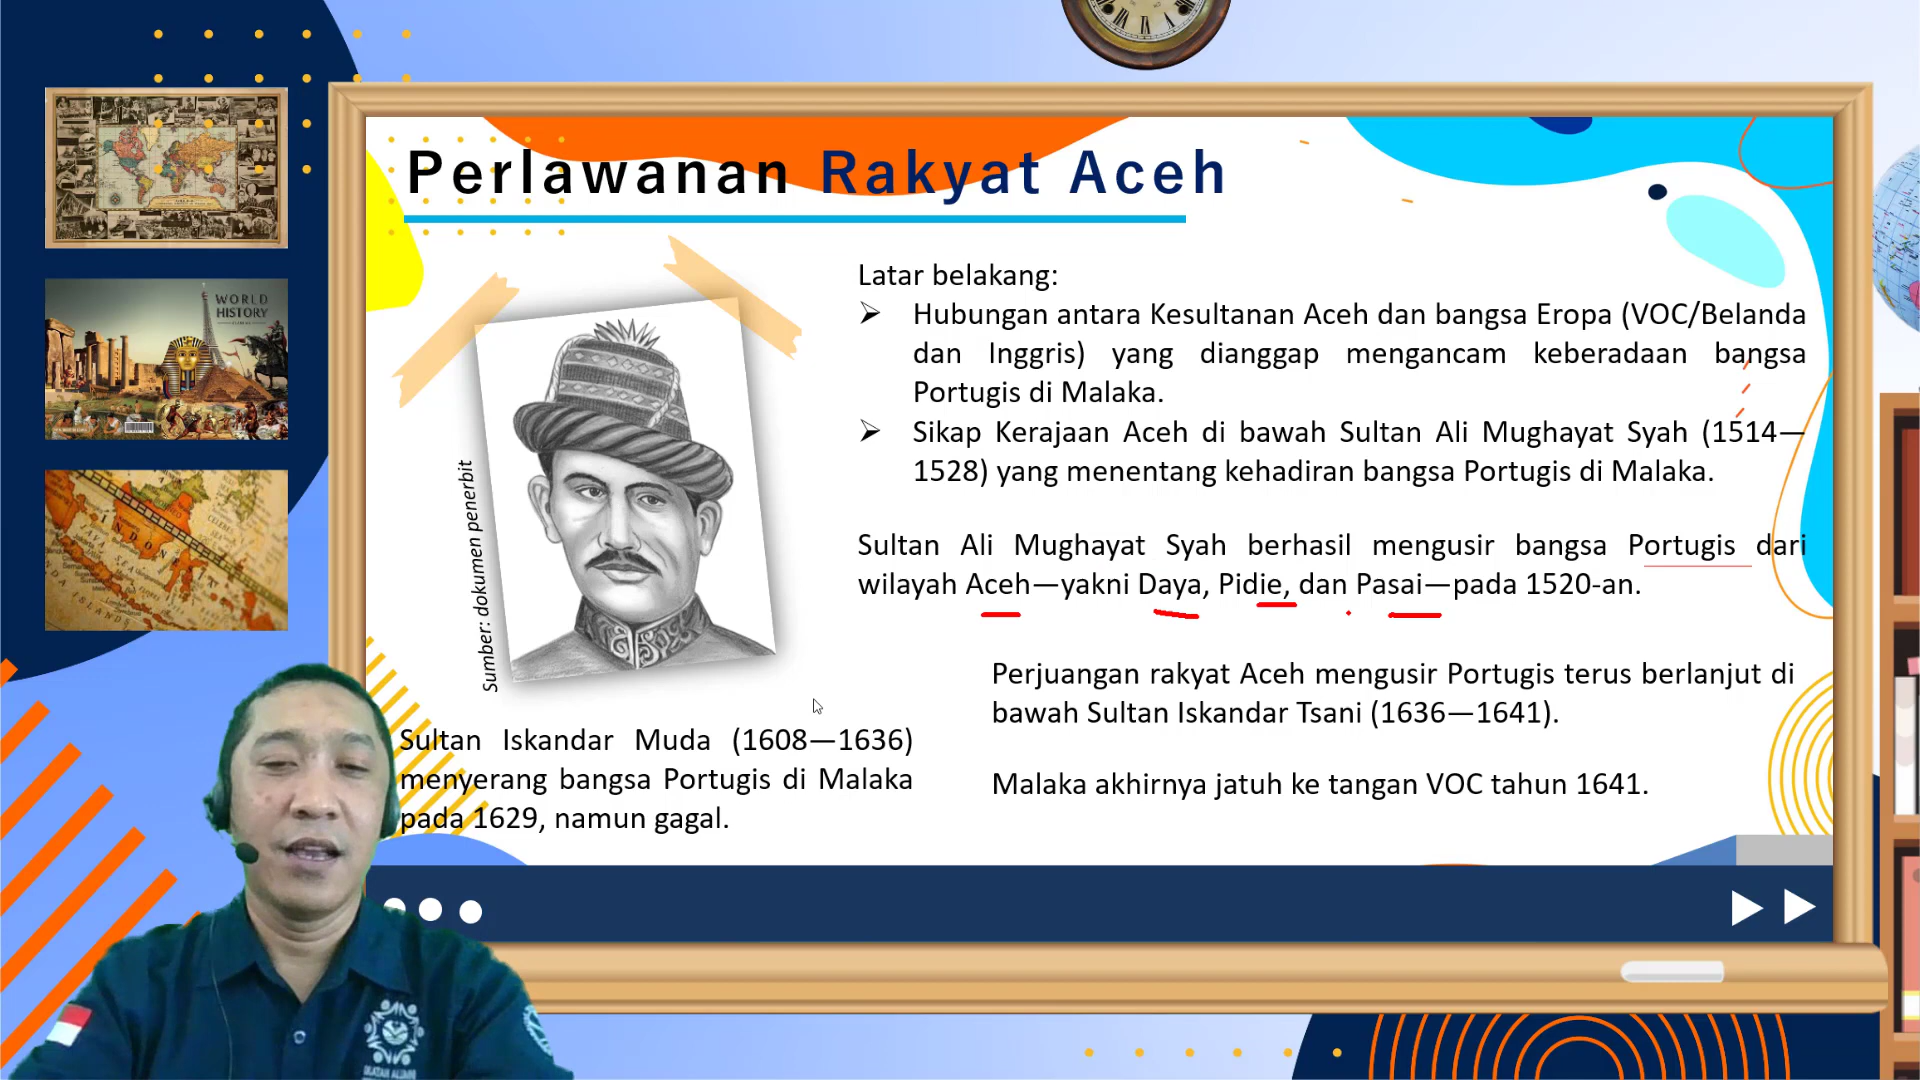 WORLD
HISTORY
Perlawanan Rakyat Aceh
Latar belakang:
➢ Hubungan antara Kesultanan Aceh dan bangsa Eropa (VOC/Belanda
dan Inggris) yang dianggap mengancam keberadaan bangsa
Portugis di Malaka.
➢ Sikap Kerajaan Aceh di bawah Sultan Ali Mughayat Syah (1514—
1528) yang menentang kehadiran bangsa Portugis di Malaka.
Sultan Ali Mughayat Syah berhasil mengusir bangsa Portugis dari
wilayah Aceh—yakni Daya, Pidie, dan Pasai—pada 1520-an.
Sumber: dokumen penerbit
Sultan Iskandar Muda (1608—1636)
menyerang bangsa Portugis di Malaka
pada 1629, namun gagal.
Perjuangan rakyat Aceh mengusir Portugis terus berlanjut di
bawah Sultan Iskandar Tsani (1636—1641).
Malaka akhirnya jatuh ke tangan VOC tahun 1641.